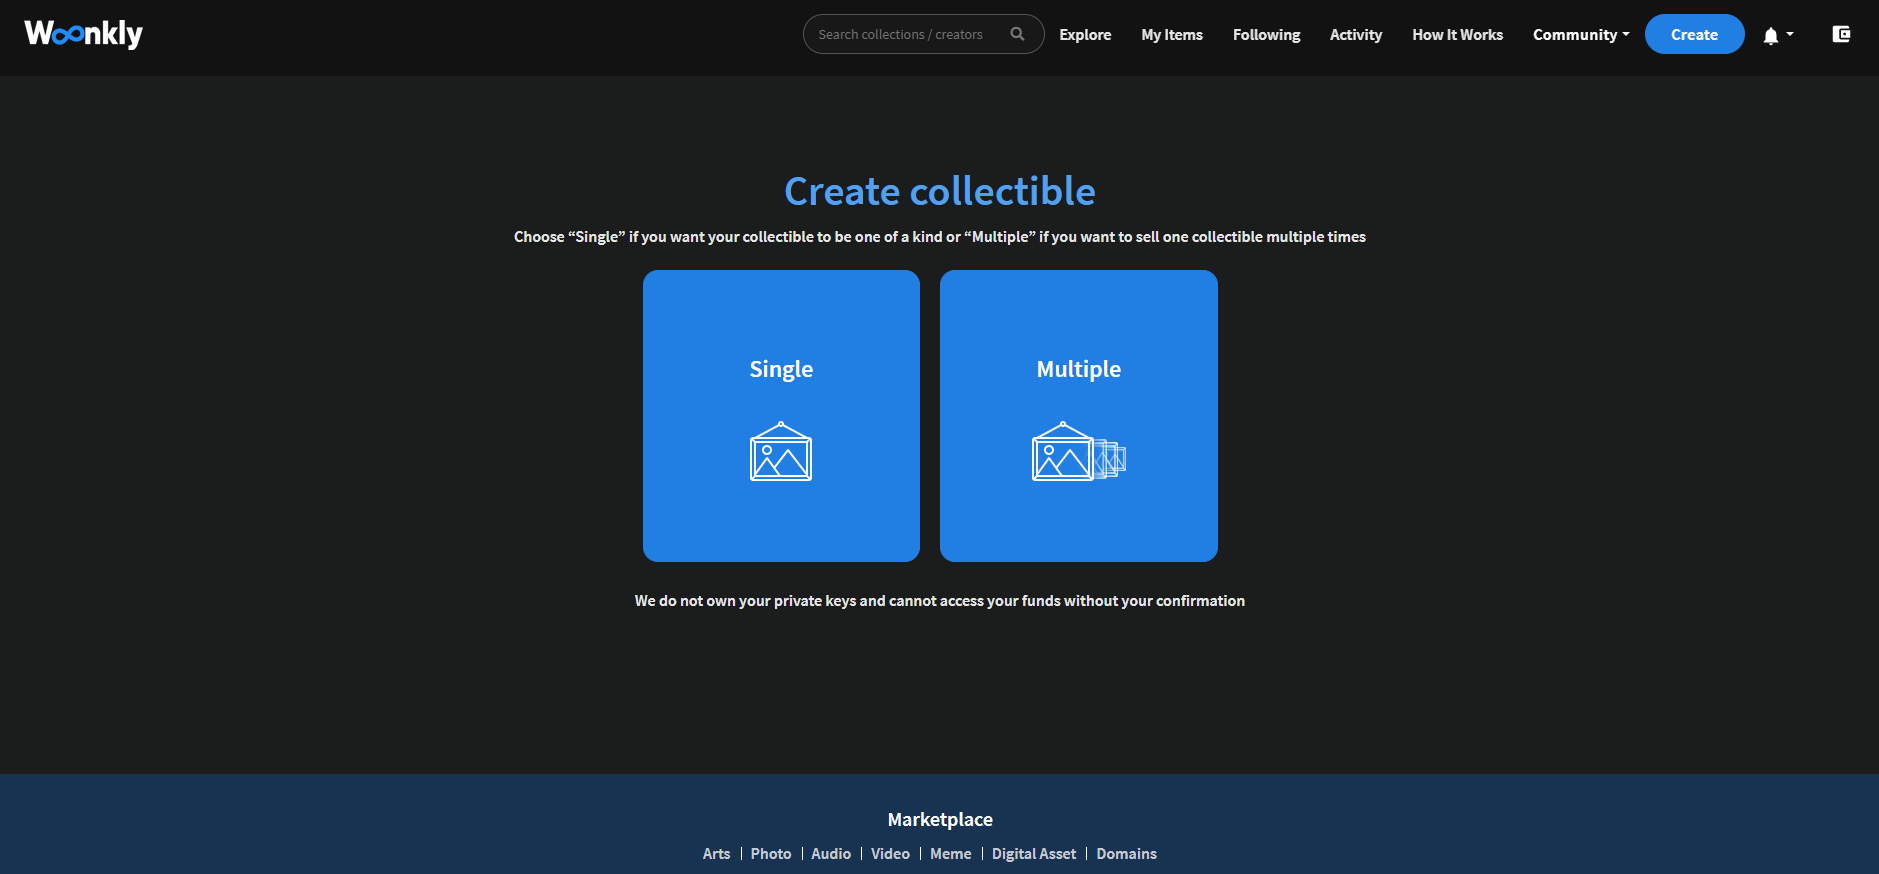 Woonkly
Search collections / creators
Explore
My Items
Following
Activity
How It Works
Community
Create
Create collectible
Choose “Single” if you want your collectible to be one of a kind or “Multiple” if you want to sell one collectible multiple times
Single
Multiple
We do not own your private keys and cannot access your funds without your confirmation
Marketplace
Arts | Photo | Audio | Video | Meme | Digital Asset | Domains